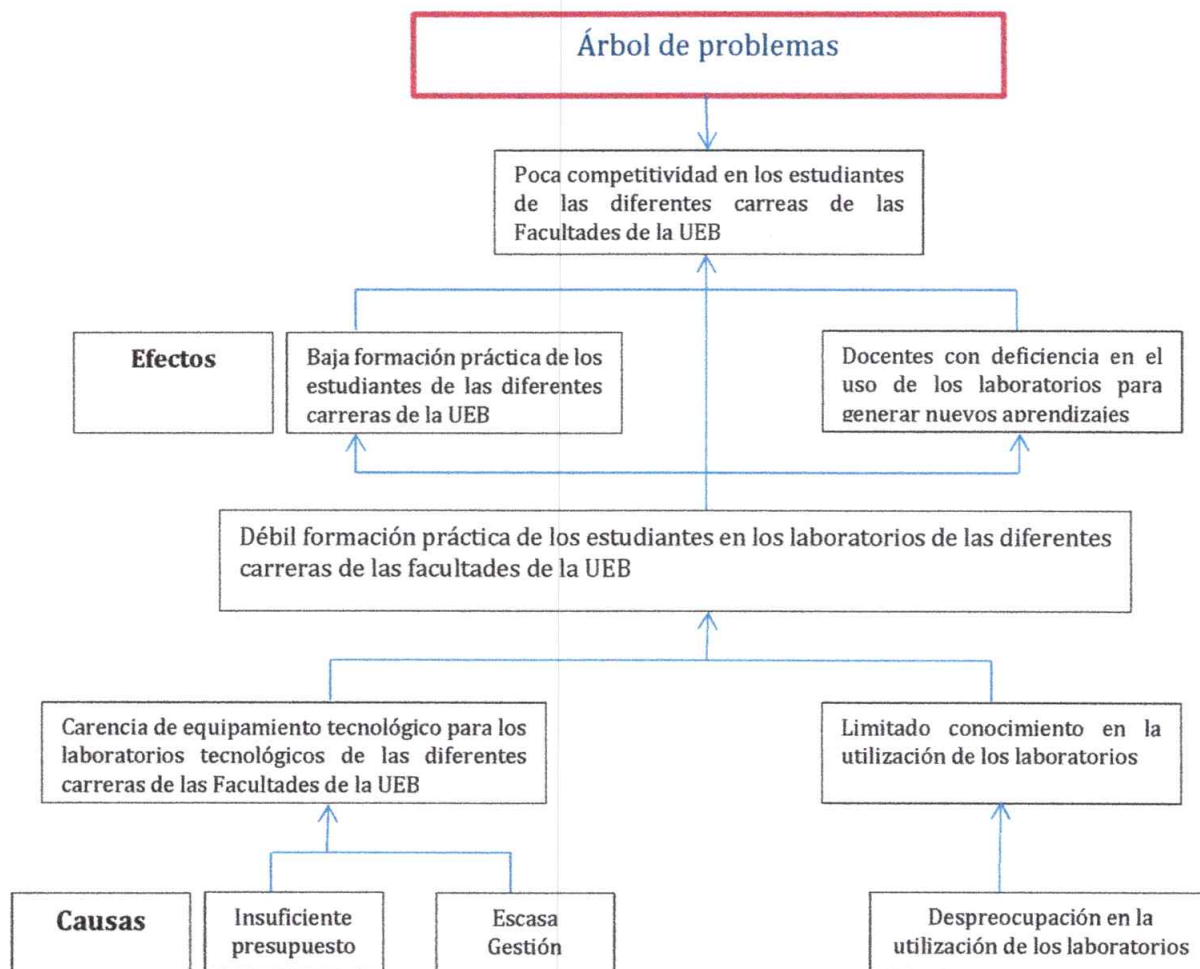 Árbol de problemas
Poca competitividad en los estudiantes
de las diferentes carreas de las
Facultades de la UEB
Efectos
Baja formación práctica de los
estudiantes de las diferentes
carreras de la UEB
Docentes con deficiencia en el
uso de los laboratorios para
generar nuevos aprendizajes
Débil formación práctica de los estudiantes en los laboratorios de las diferentes
carreras de las facultades de la UEB
Carencia de equipamiento tecnológico para los
laboratorios tecnológicos de las diferentes
carreras de las Facultades de la UEB
Limitado conocimiento en la
utilización de los laboratorios
Causas
Insuficiente
presupuesto
Escasa
Gestión
Despreocupación en la
utilización de los laboratorios